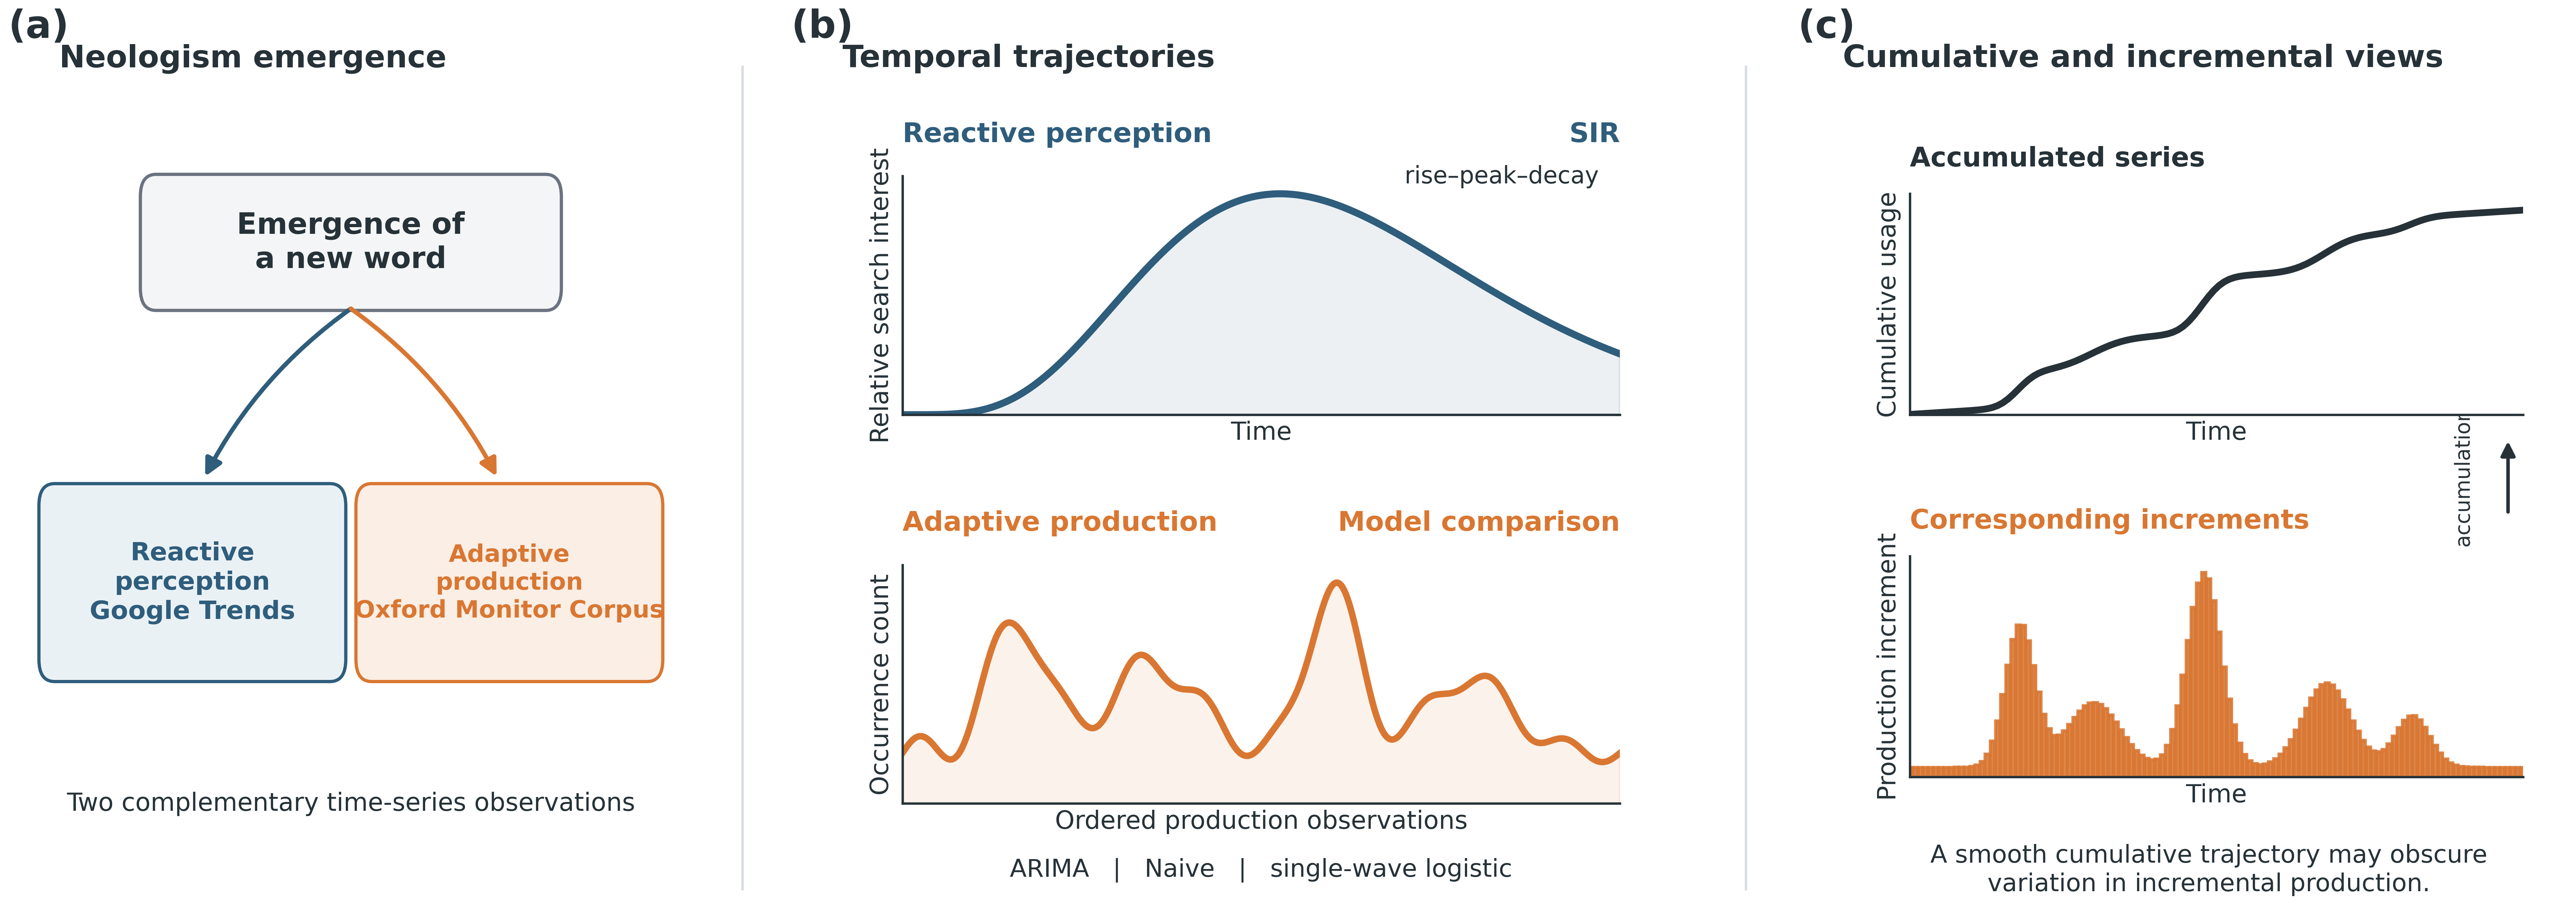 (a)
Neologism emergence
Emergence of
a new word
Reactive
perception
Google Trends
Adaptive
production
Oxford Monitor Corpus
Two complementary time-series observations
(b)
Temporal trajectories
Reactive perception
SIR
rise–peak–decay
Relative search interest
Time
Adaptive production
Model comparison
Occurrence count
Ordered production observations
ARIMA | Naive | single-wave logistic
(c)
Cumulative and incremental views
Accumulated series
Cumulative usage
Time
accumulation
Corresponding increments
Production increment
Time
A smooth cumulative trajectory may obscure
variation in incremental production.